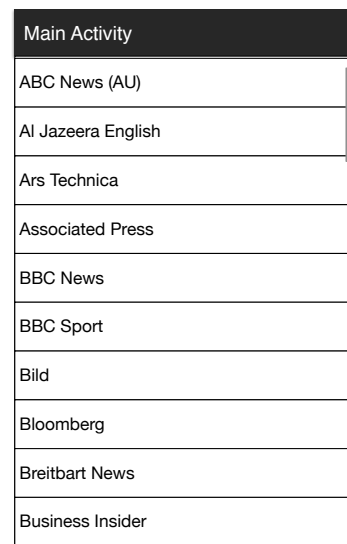 Main Activity
ABC News (AU)
Al Jazeera English
Ars Technica
Associated Press
BBC News
BBC Sport
Bild
Bloomberg
Breitbart News
Business Insider